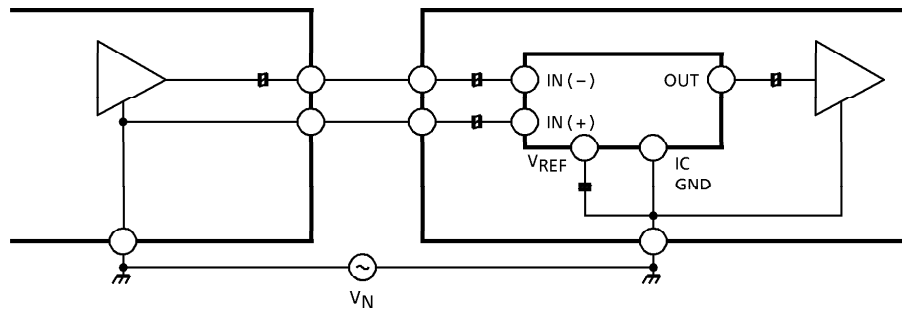 IN (−) OUT
IN (+)
VREF IC
GND
VN